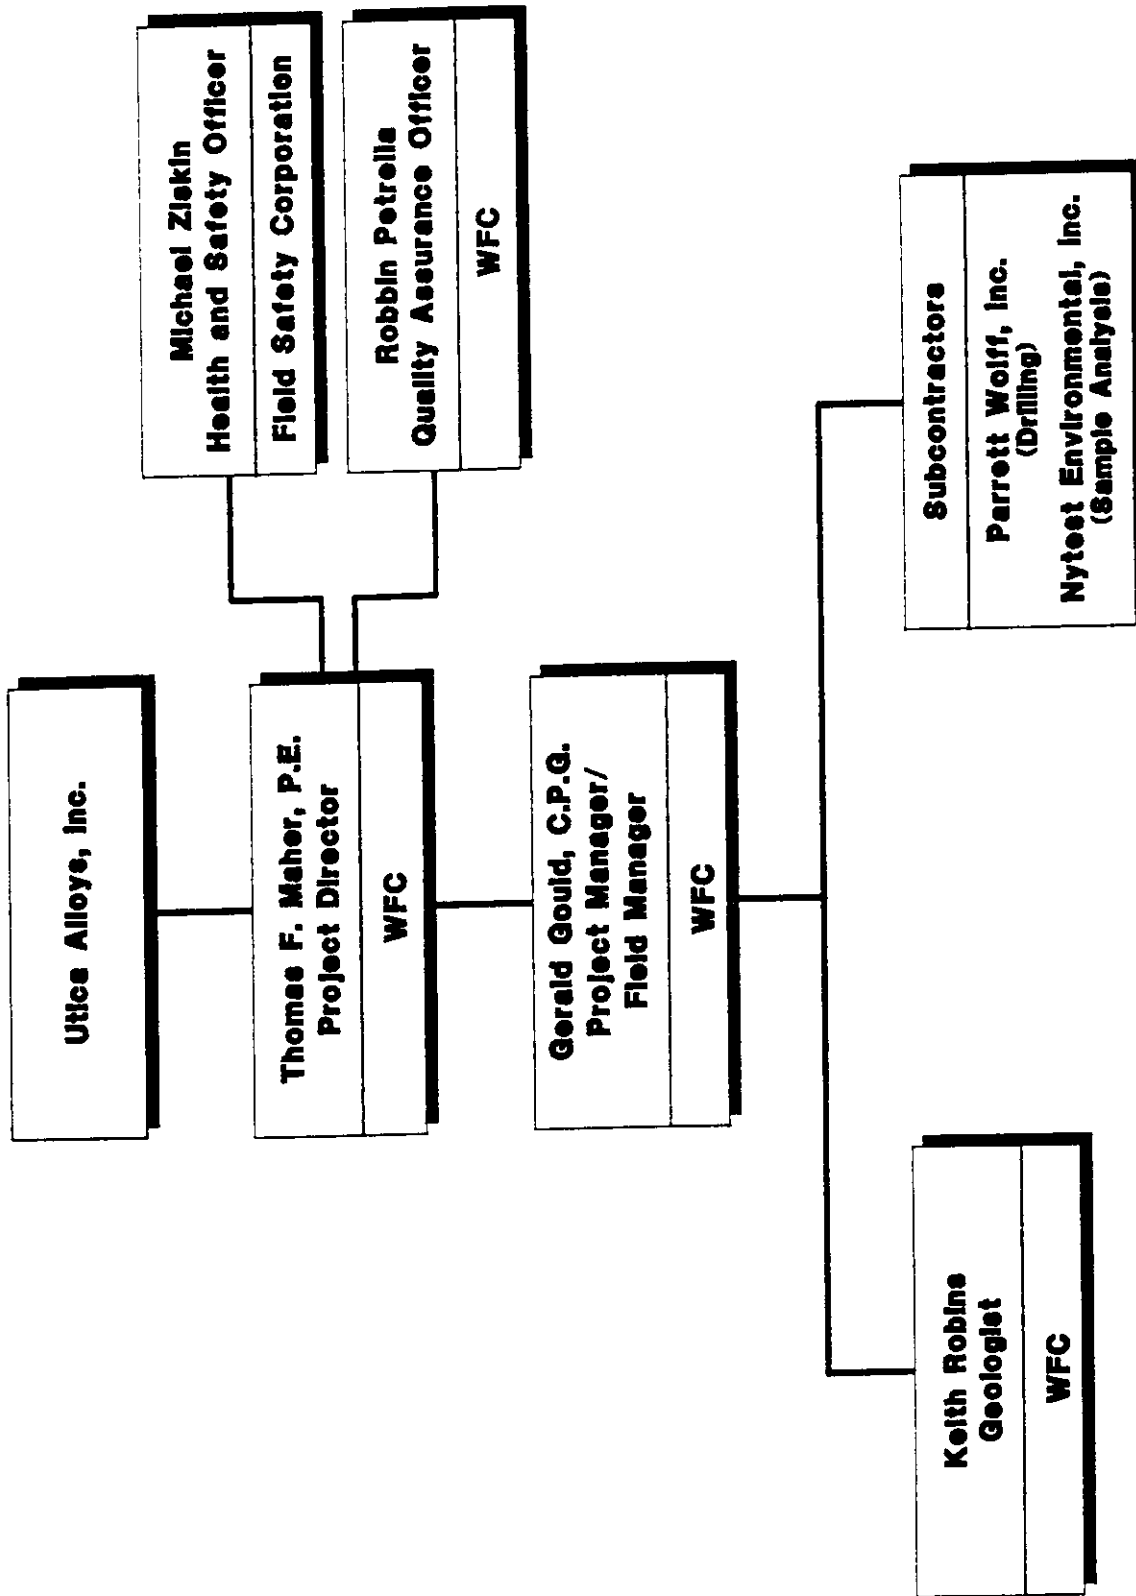 Utica Alloys, Inc.
Thomas F. Maher, P.E.
Project Director
WFC
Michael Ziskin
Health and Safety Officer
Field Safety Corporation
Robbin Petrella
Quality Assurance Officer
WFC
Gerald Gould, C.P.G.
Project Manager/
Field Manager
WFC
Keith Robins
Geologist
WFC
Subcontractors
Parrett Wolff, Inc.
(Drilling)
Nytest Environmental, Inc.
(Sample Analysis)